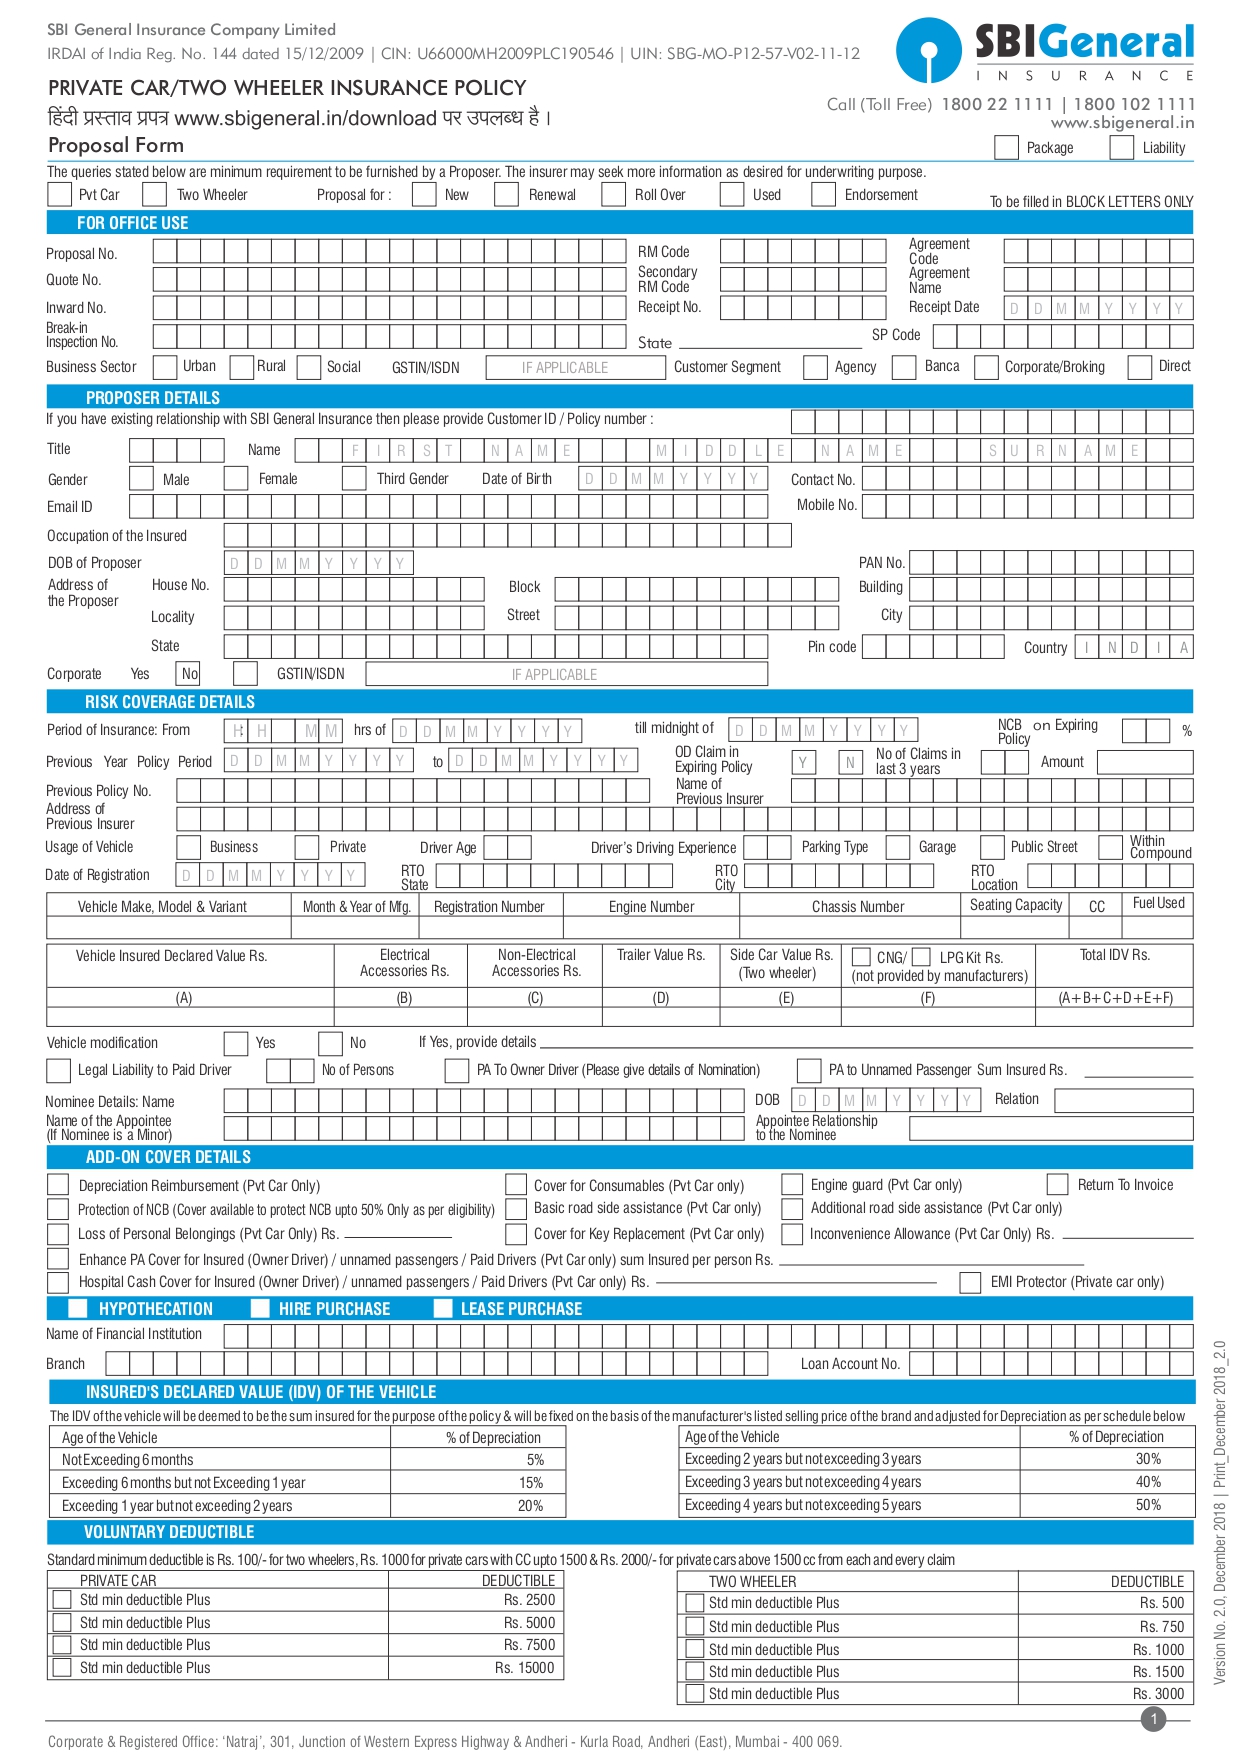 SBI General Insurance Company Limited
IRDAI of India Reg. No. 144 dated 15/12/2009 | CIN: U66000MH2009PLC190546 | UIN: SBG-MO-P12-57-V02-11-12
SBIGeneral
INSURANCE
PRIVATE CAR/TWO WHEELER INSURANCE POLICY
Call (Toll Free) 1800 22 1111 | 1800 102 1111
हिंदी प्रस्ताव प्रपत्र www.sbigeneral.in/download पर उपलब्ध है ।
www.sbigeneral.in
Proposal Form
Package Liability
The queries stated below are minimum requirement to be furnished by a Proposer. The insurer may seek more information as desired for underwriting purpose.
Pvt Car Two Wheeler Proposal for : New Renewal Roll Over Used Endorsement To be filled in BLOCK LETTERS ONLY
FOR OFFICE USE
Proposal No. RM Code Agreement Code
Quote No. Secondary RM Code Agreement Name
Inward No. Receipt No. Receipt Date D D M M Y Y Y Y
Break-in Inspection No. State SP Code
Business Sector Urban Rural Social GSTIN/ISDN IF APPLICABLE Customer Segment Agency Banca Corporate/Broking Direct
PROPOSER DETAILS
If you have existing relationship with SBI General Insurance then please provide Customer ID / Policy number :
Title Name F I R S T N A M E M I D D L E N A M E S U R N A M E
Gender Male Female Third Gender Date of Birth D D M M Y Y Y Y Contact No.
Email ID Mobile No.
Occupation of the Insured
DOB of Proposer D D M M Y Y Y Y PAN No.
Address of the Proposer House No. Block Building
Locality Street City
State Pin code Country I N D I A
Corporate Yes No GSTIN/ISDN IF APPLICABLE
RISK COVERAGE DETAILS
Period of Insurance: From H : H M M hrs of D D M M Y Y Y Y till midnight of D D M M Y Y Y Y NCB on Expiring Policy %
Previous Year Policy Period D D M M Y Y Y Y to D D M M Y Y Y Y OD Claim in Expiring Policy Y N No of Claims in last 3 years Amount
Previous Policy No. Name of Previous Insurer
Address of Previous Insurer
Usage of Vehicle Business Private Driver Age Driver's Driving Experience Parking Type Garage Public Street Within Compound
Date of Registration D D M M Y Y Y Y RTO State RTO City RTO Location
Vehicle Make, Model & Variant Month & Year of Mfg. Registration Number Engine Number Chassis Number Seating Capacity CC Fuel Used
Vehicle Insured Declared Value Rs. Electrical Accessories Rs. Non-Electrical Accessories Rs. Trailer Value Rs. Side Car Value Rs. (Two wheeler) CNG/ LPG Kit Rs. (not provided by manufacturers) Total IDV Rs.
(A) (B) (C) (D) (E) (F) (A+B+C+D+E+F)
Vehicle modification Yes No If Yes, provide details
Legal Liability to Paid Driver No of Persons PA To Owner Driver (Please give details of Nomination) PA to Unnamed Passenger Sum Insured Rs.
Nominee Details: Name DOB D D M M Y Y Y Y Relation
Name of the Appointee (If Nominee is a Minor) Appointee Relationship to the Nominee
ADD-ON COVER DETAILS
Depreciation Reimbursement (Pvt Car Only) Cover for Consumables (Pvt Car only) Engine guard (Pvt Car only) Return To Invoice
Protection of NCB (Cover available to protect NCB upto 50% Only as per eligibility) Basic road side assistance (Pvt Car only) Additional road side assistance (Pvt Car only)
Loss of Personal Belongings (Pvt Car Only) Rs. Cover for Key Replacement (Pvt Car only) Inconvenience Allowance (Pvt Car Only) Rs.
Enhance PA Cover for Insured (Owner Driver) / unnamed passengers / Paid Drivers (Pvt Car only) sum Insured per person Rs.
Hospital Cash Cover for Insured (Owner Driver) / unnamed passengers / Paid Drivers (Pvt Car only) Rs. EMI Protector (Private car only)
HYPOTHECATION HIRE PURCHASE LEASE PURCHASE
Name of Financial Institution
Branch Loan Account No.
INSURED'S DECLARED VALUE (IDV) OF THE VEHICLE
The IDV of the vehicle will be deemed to be the sum insured for the purpose of the policy & will be fixed on the basis of the manufacturer's listed selling price of the brand and adjusted for Depreciation as per schedule below
Age of the Vehicle % of Depreciation Age of the Vehicle % of Depreciation
Not Exceeding 6 months 5% Exceeding 2 years but not exceeding 3 years 30%
Exceeding 6 months but not Exceeding 1 year 15% Exceeding 3 years but not exceeding 4 years 40%
Exceeding 1 year but not exceeding 2 years 20% Exceeding 4 years but not exceeding 5 years 50%
VOLUNTARY DEDUCTIBLE
Standard minimum deductible is Rs. 100/- for two wheelers, Rs. 1000 for private cars with CC upto 1500 & Rs. 2000/- for private cars above 1500 cc from each and every claim
PRIVATE CAR DEDUCTIBLE TWO WHEELER DEDUCTIBLE
Std min deductible Plus Rs. 2500 Std min deductible Plus Rs. 500
Std min deductible Plus Rs. 5000 Std min deductible Plus Rs. 750
Std min deductible Plus Rs. 7500 Std min deductible Plus Rs. 1000
Std min deductible Plus Rs. 15000 Std min deductible Plus Rs. 1500
Std min deductible Plus Rs. 3000
1
Corporate & Registered Office: 'Natraj', 301, Junction of Western Express Highway & Andheri - Kurla Road, Andheri (East), Mumbai - 400 069.
Version No. 2.0, December 2018 | Print_December 2018_2.0